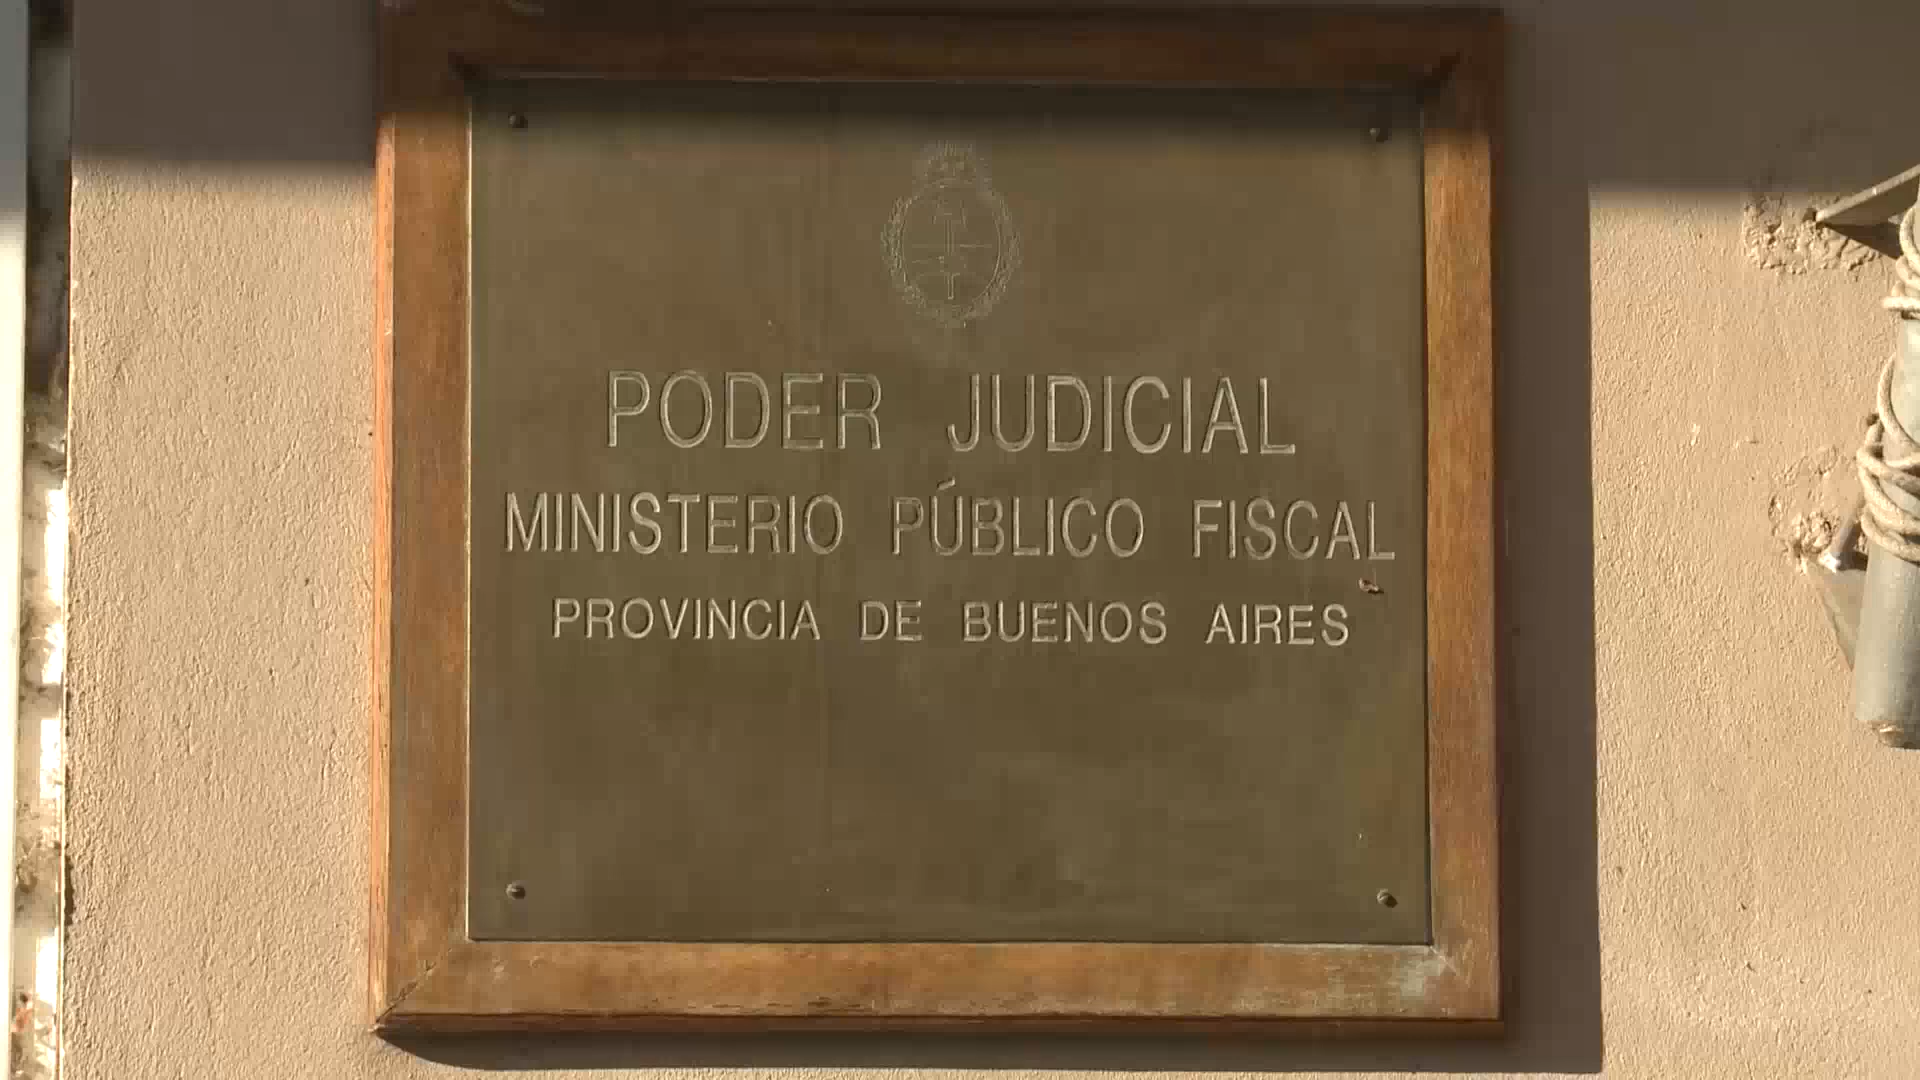 PODER JUDICIAL
MINISTERIO PÚBLICO FISCAL
PROVINCIA DE BUENOS AIRES